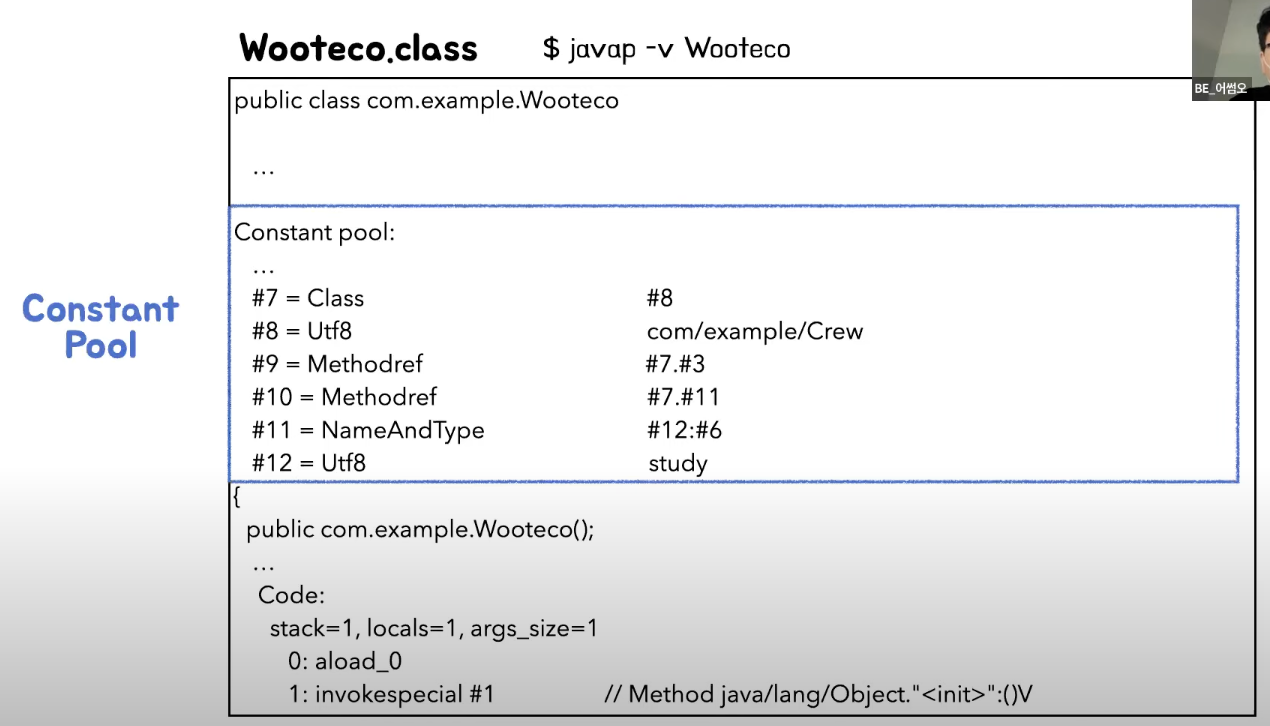 Wooteco.class $ javap -v Wooteco
BE_어썸오
public class com.example.Wooteco
...
Constant pool:
...
#7 = Class #8
#8 = Utf8 com/example/Crew
#9 = Methodref #7.#3
#10 = Methodref #7.#11
#11 = NameAndType #12:#6
#12 = Utf8 study
Constant
Pool
{
public com.example.Wooteco();
...
Code:
stack=1, locals=1, args_size=1
0: aload_0
1: invokespecial #1 // Method java/lang/Object."<init>":()V